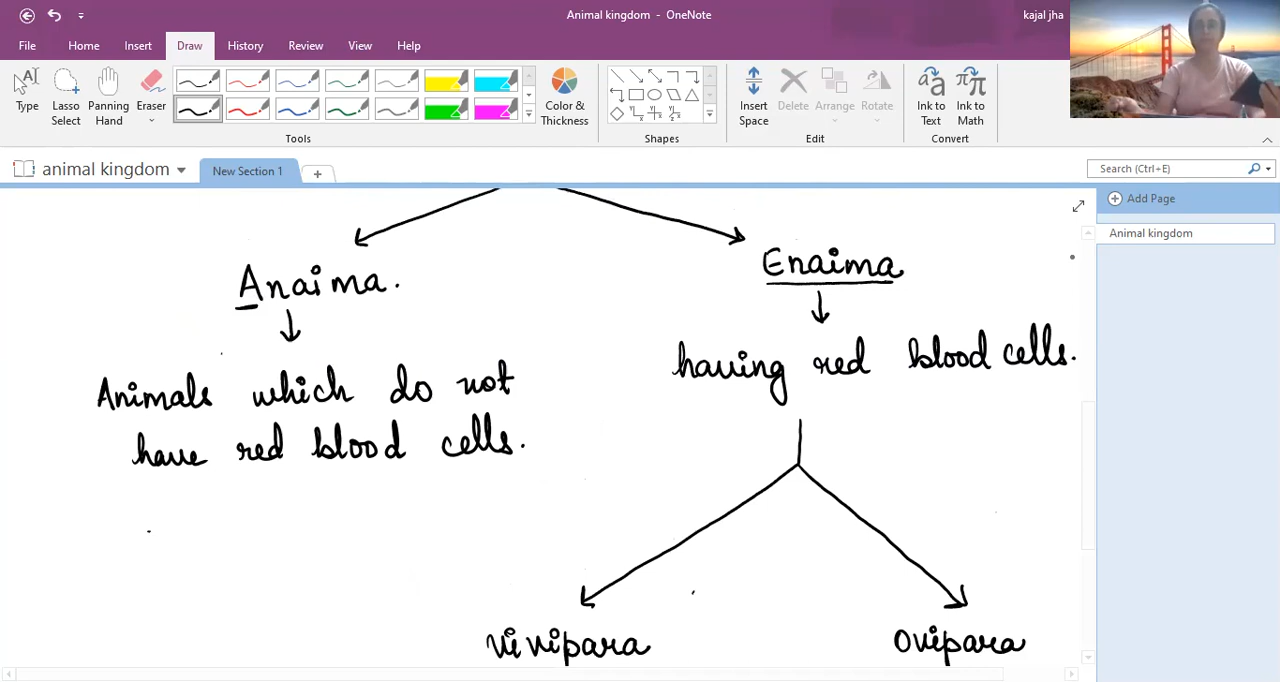 Animal kingdom - OneNote
kajal jha
File Home Insert Draw History Review View Help
Type
Lasso Select
Panning Hand
Eraser
Color & Thickness
Insert Space
Delete
Arrange
Rotate
Ink to Text
Ink to Math
Tools
Shapes
Edit
Convert
animal kingdom
New Section 1
Search (Ctrl+E)
Add Page
Animal kingdom
Anaima.
Enaima
Animals which do not
have red blood cells.
having red blood cells.
Vivipara
Ovipara